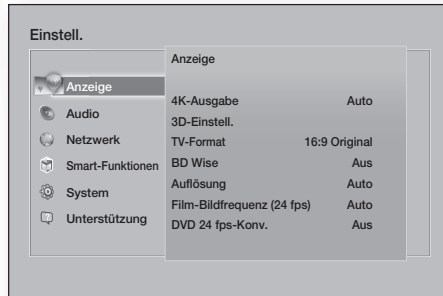 Einstell.
Anzeige
Audio
Netzwerk
Smart-Funktionen
System
Unterstützung
Anzeige
4K-Ausgabe Auto
3D-Einstell.
TV-Format 16:9 Original
BD Wise Aus
Auflösung Auto
Film-Bildfrequenz (24 fps) Auto
DVD 24 fps-Konv. Aus